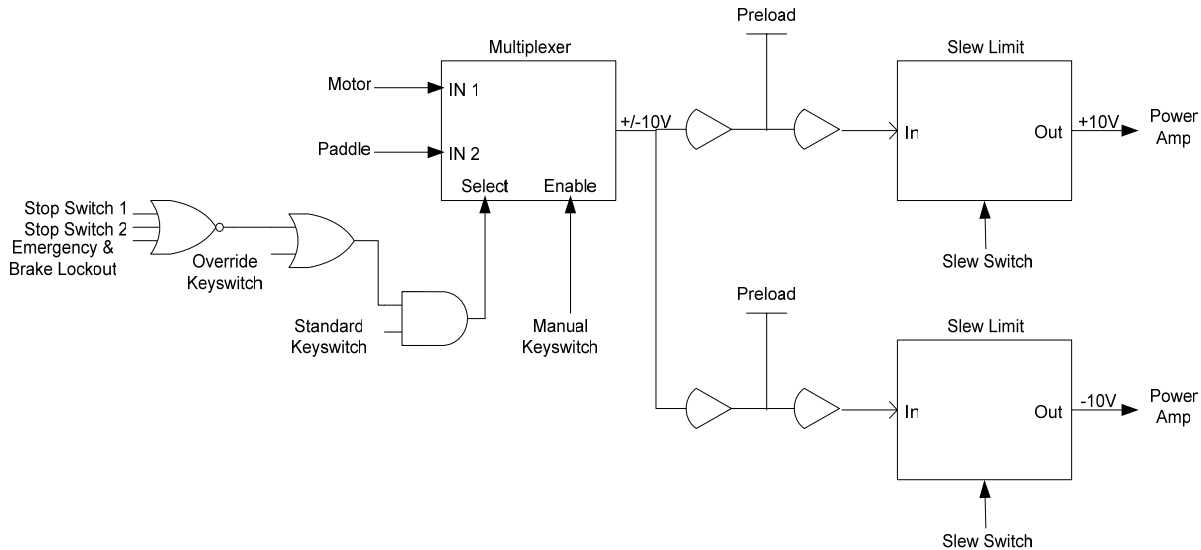 Preload
Multiplexer
Slew Limit
Motor
IN 1
+/-10V
In
Out
+10V
Power
Amp
Paddle
IN 2
Select
Enable
Stop Switch 1
Stop Switch 2
Emergency &
Brake Lockout
Override
Keyswitch
Standard
Keyswitch
Manual
Keyswitch
Slew Switch
Preload
Slew Limit
In
Out
-10V
Power
Amp
Slew Switch